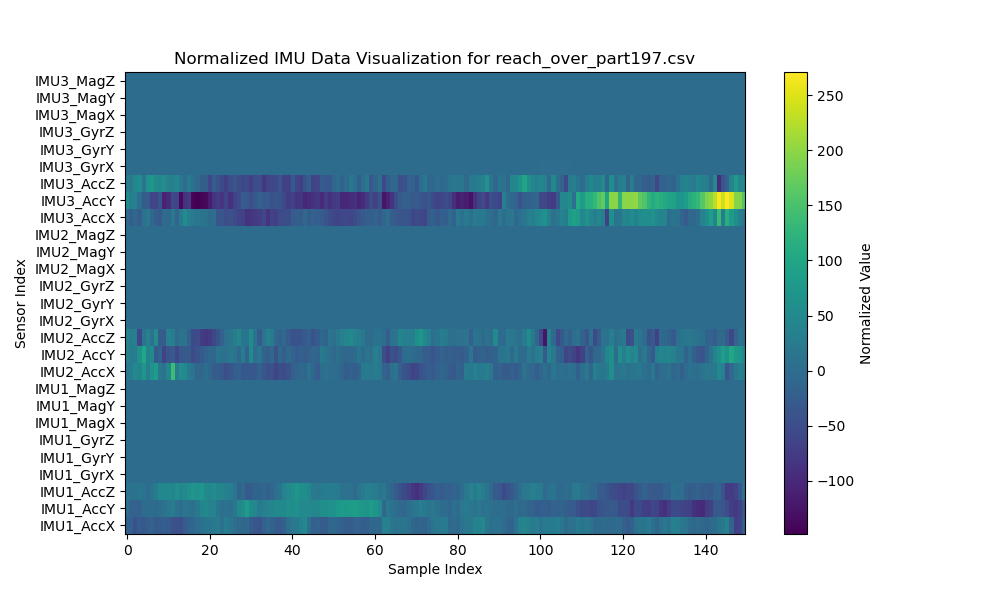 Normalized IMU Data Visualization for reach_over_part197.csv
IMU3_MagZ
IMU3_MagY
IMU3_MagX
IMU3_GyrZ
IMU3_GyrY
IMU3_GyrX
IMU3_AccZ
IMU3_AccY
IMU3_AccX
IMU2_MagZ
IMU2_MagY
IMU2_MagX
IMU2_GyrZ
IMU2_GyrY
IMU2_GyrX
IMU2_AccZ
IMU2_AccY
IMU2_AccX
IMU1_MagZ
IMU1_MagY
IMU1_MagX
IMU1_GyrZ
IMU1_GyrY
IMU1_GyrX
IMU1_AccZ
IMU1_AccY
IMU1_AccX
Sensor Index
0 20 40 60 80 100 120 140
Sample Index
250
200
150
100
50
0
−50
−100
Normalized Value